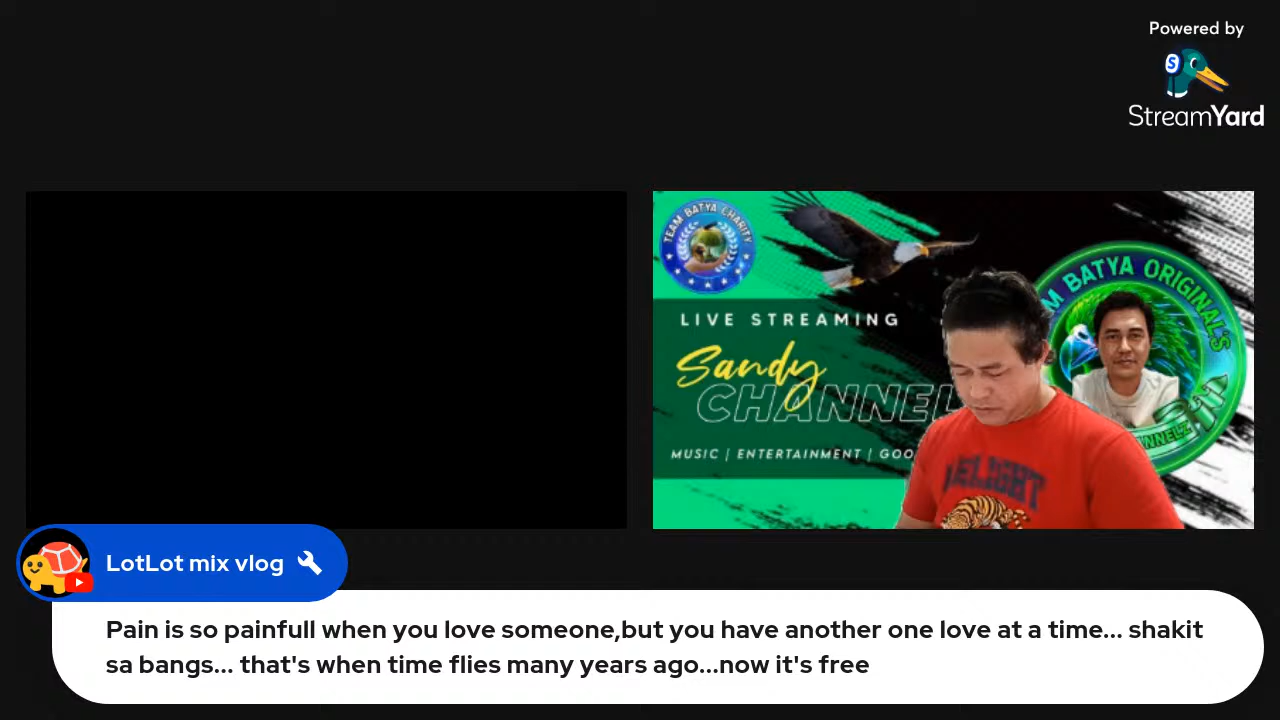 Powered by
S
StreamYard
TEAM BATYA CHARITY
LIVE STREAMING
Sandy
CHANNEL
MUSIC | ENTERTAINMENT |
TEAM BATYA ORIGINAL'S
DELIGHT
LotLot mix vlog
Pain is so painfull when you love someone,but you have another one love at a time... shakit
sa bangs... that's when time flies many years ago...now it's free